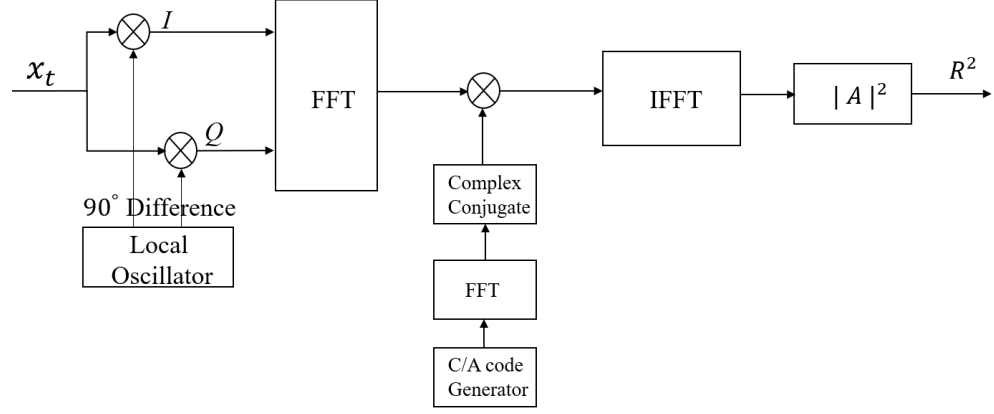 I
x_t
FFT
IFFT
| A |²
R²
Q
Complex
Conjugate
90° Difference
Local
Oscillator
FFT
C/A code
Generator